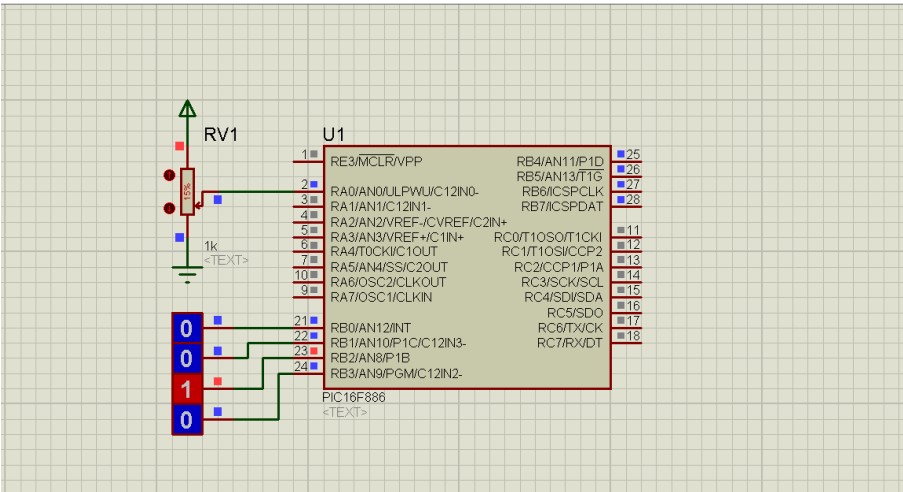 RV1
15%
1k
<TEXT>
U1
1 RE3/MCLR/VPP
2 RA0/AN0/ULPWU/C12IN0-
3 RA1/AN1/C12IN1-
4 RA2/AN2/VREF-/CVREF/C2IN+
5 RA3/AN3/VREF+/C1IN+
6 RA4/T0CKI/C1OUT
7 RA5/AN4/SS/C2OUT
10 RA6/OSC2/CLKOUT
9 RA7/OSC1/CLKIN
21 RB0/AN12/INT
22 RB1/AN10/P1C/C12IN3-
23 RB2/AN8/P1B
24 RB3/AN9/PGM/C12IN2-
RB4/AN11/P1D 25
RB5/AN13/T1G 26
RB6/ICSPCLK 27
RB7/ICSPDAT 28
RC0/T1OSO/T1CKI 11
RC1/T1OSI/CCP2 12
RC2/CCP1/P1A 13
RC3/SCK/SCL 14
RC4/SDI/SDA 15
RC5/SDO 16
RC6/TX/CK 17
RC7/RX/DT 18
PIC16F886
<TEXT>
0
0
1
0